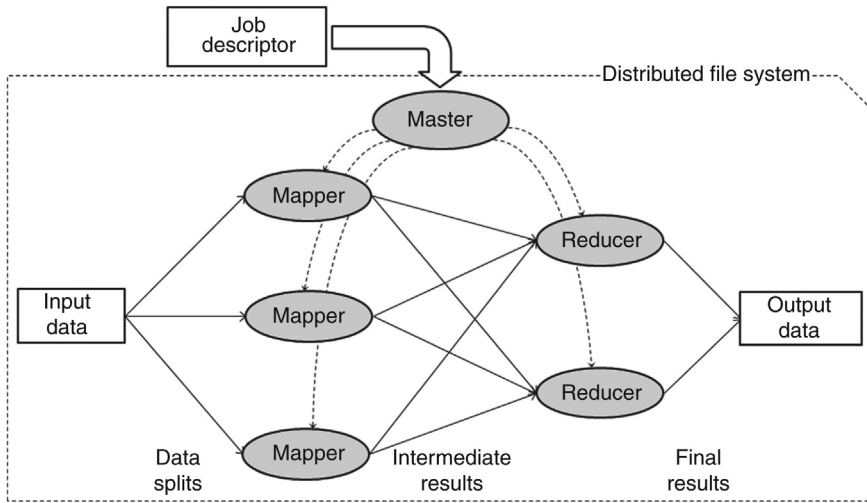 Job
descriptor
Distributed file system
Master
Mapper
Reducer
Input
data
Mapper
Output
data
Reducer
Mapper
Data
splits
Intermediate
results
Final
results